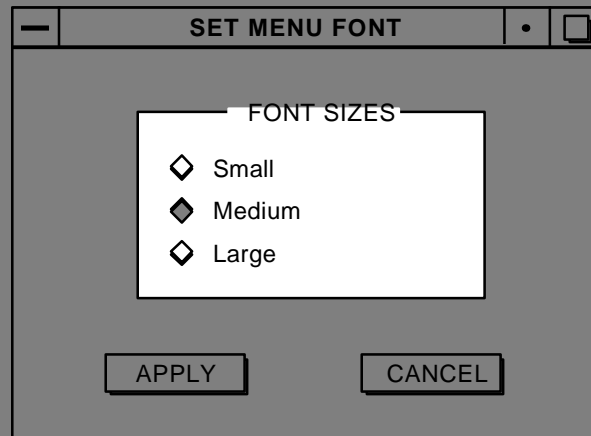 SET MENU FONT
FONT SIZES
Small
Medium
Large
APPLY CANCEL